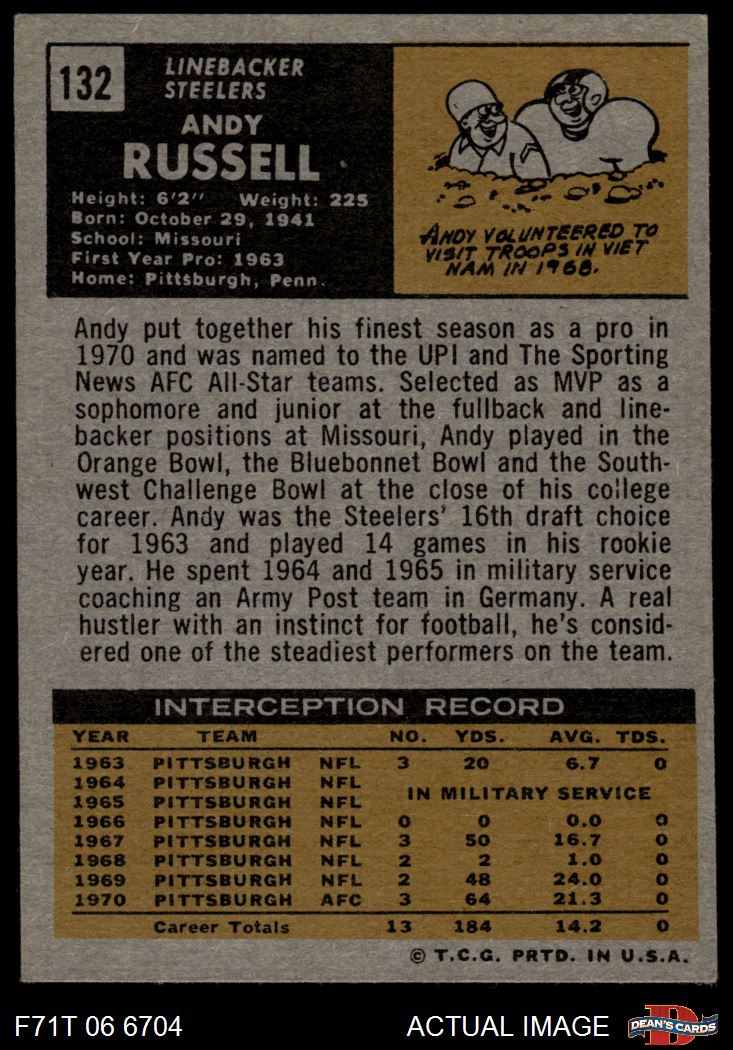 132
LINEBACKER
STEELERS
ANDY
RUSSELL
Height: 6'2" Weight: 225
Born: October 29, 1941
School: Missouri
First Year Pro: 1963
Home: Pittsburgh, Penn.
ANDY VOLUNTEERED TO
VISIT TROOPS IN VIET
NAM IN 1968.
Andy put together his finest season as a pro in
1970 and was named to the UPI and The Sporting
News AFC All-Star teams. Selected as MVP as a
sophomore and junior at the fullback and line-
backer positions at Missouri, Andy played in the
Orange Bowl, the Bluebonnet Bowl and the South-
west Challenge Bowl at the close of his college
career. Andy was the Steelers' 16th draft choice
for 1963 and played 14 games in his rookie
year. He spent 1964 and 1965 in military service
coaching an Army Post team in Germany. A real
hustler with an instinct for football, he's consid-
ered one of the steadiest performers on the team.
INTERCEPTION RECORD
YEAR TEAM NO. YDS. AVG. TDS.
1963 PITTSBURGH NFL 3 20 6.7 0
1964 PITTSBURGH NFL
IN MILITARY SERVICE
1965 PITTSBURGH NFL
1966 PITTSBURGH NFL 0 0 0.0 0
1967 PITTSBURGH NFL 3 50 16.7 0
1968 PITTSBURGH NFL 2 2 1.0 0
1969 PITTSBURGH NFL 2 48 24.0 0
1970 PITTSBURGH AFC 3 64 21.3 0
Career Totals 13 184 14.2 0
© T.C.G. PRTD. IN U.S.A.
F71T 06 6704 ACTUAL IMAGE D DEAN'S CARDS